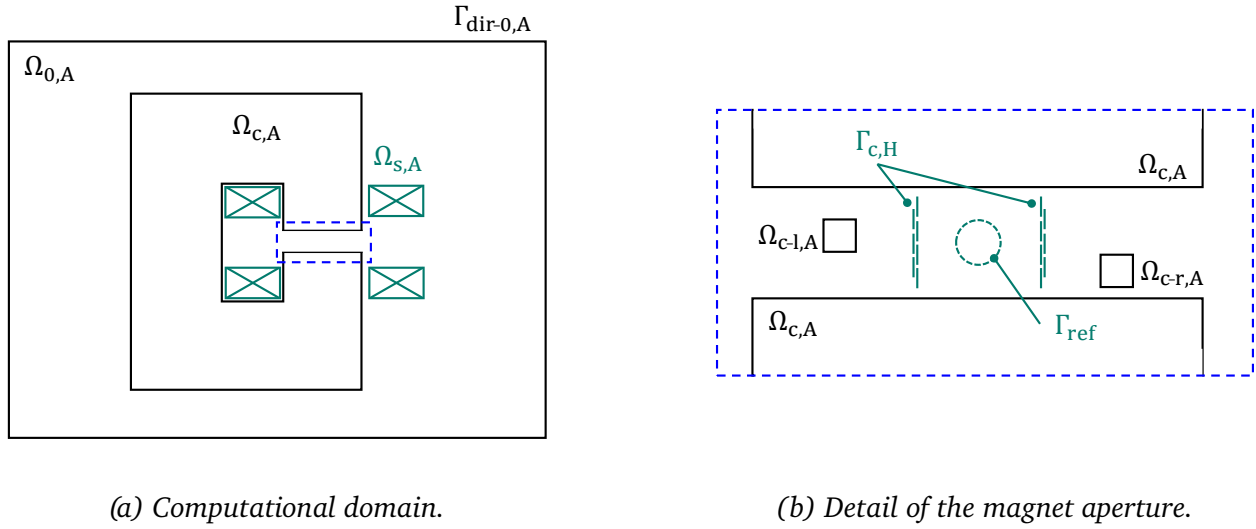 Γdir-0,A
Ω0,A
Ωc,A
Ωs,A
(a) Computational domain.
Γc,H
Ωc,A
Ωc-l,A
Ωc-r,A
Ωc,A
Γref
(b) Detail of the magnet aperture.